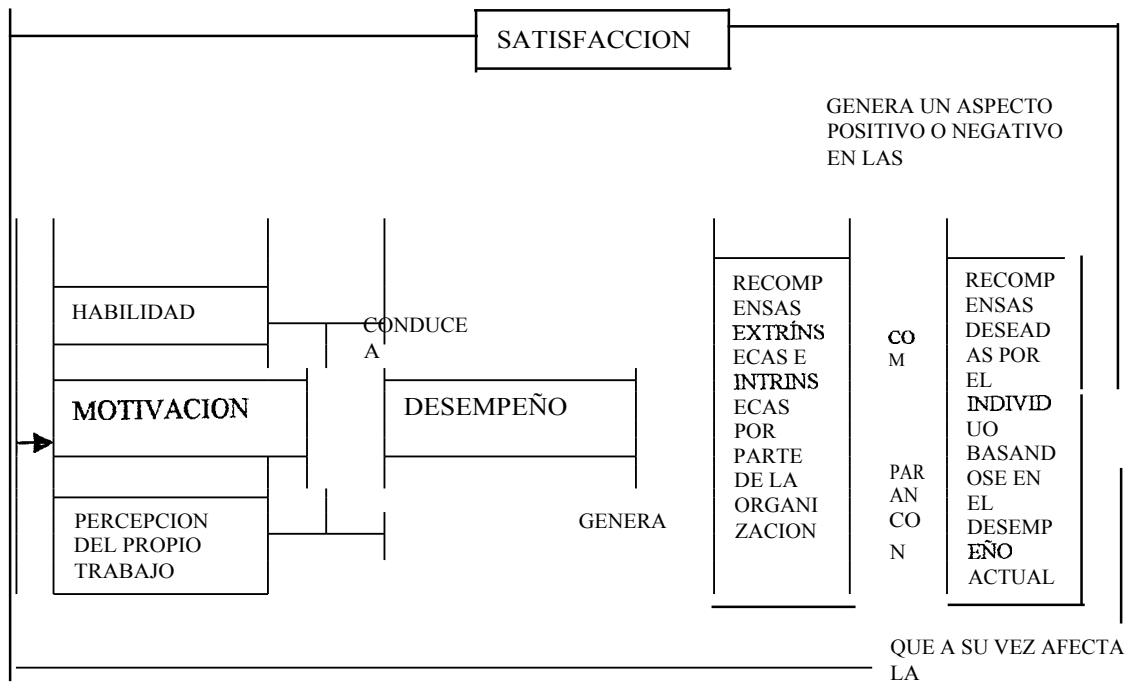 SATISFACCION
GENERA UN ASPECTO
POSITIVO O NEGATIVO
EN LAS
HABILIDAD
CONDUCE
A
MOTIVACION
DESEMPEÑO
PERCEPCION
DEL PROPIO
TRABAJO
GENERA
RECOMP
ENSAS
EXTRÍNS
ECAS E
INTRINS
ECAS
POR
PARTE
DE LA
ORGANI
ZACION
CO
M
PAR
AN
CO
N
RECOMP
ENSAS
DESEAD
AS POR
EL
INDIVID
UO
BASAND
OSE EN
EL
DESEMP
EÑO
ACTUAL
QUE A SU VEZ AFECTA
LA